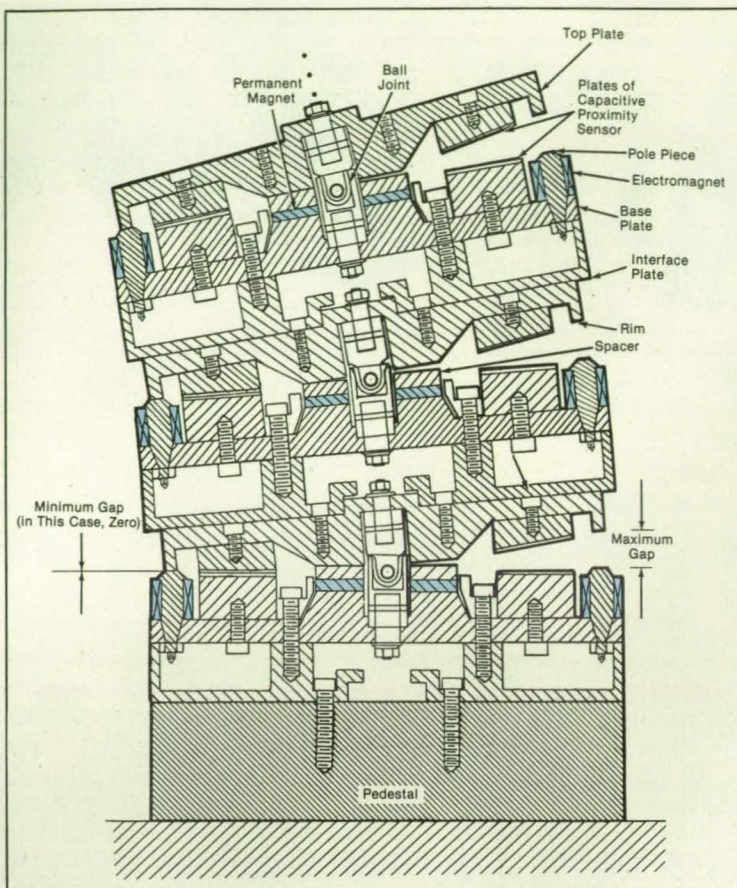 Top Plate
Ball
Joint
Permanent
Magnet
Plates of
Capacitive
Proximity
Sensor
Pole Piece
Electromagnet
Base
Plate
Interface
Plate
Rim
Spacer
Minimum Gap
(in This Case, Zero)
Maximum
Gap
Pedestal